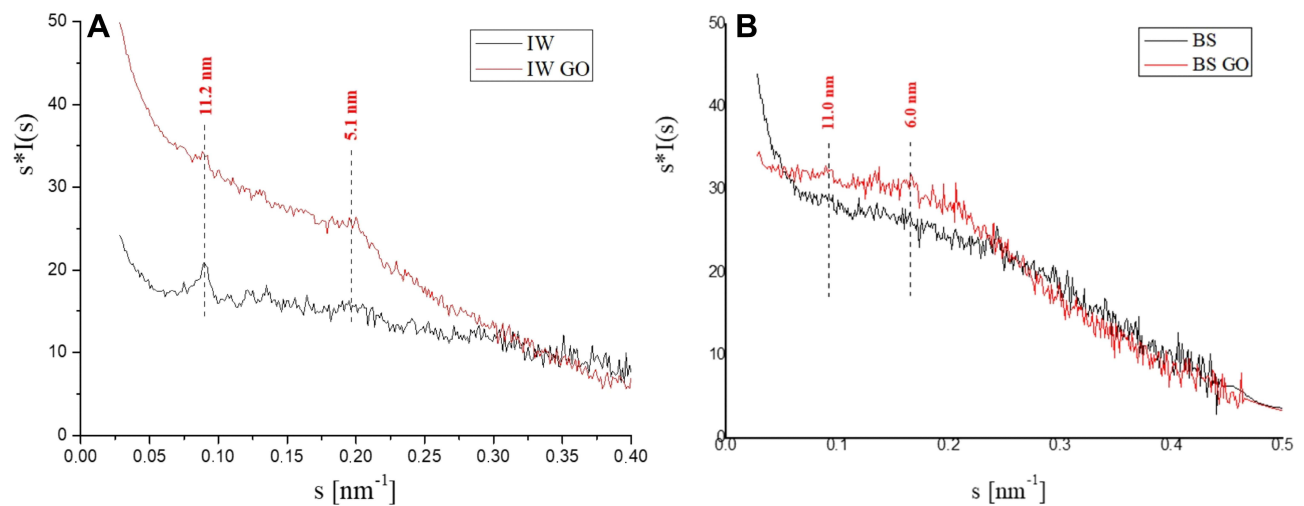 A
IW
IW GO
11.2 nm
5.1 nm
s*I(s)
50
40
30
20
10
0
0.00 0.05 0.10 0.15 0.20 0.25 0.30 0.35 0.40
s [nm⁻¹]
B
BS
BS GO
11.0 nm
6.0 nm
s*I(s)
50
40
30
20
10
0
0.0 0.1 0.2 0.3 0.4 0.5
s [nm⁻¹]